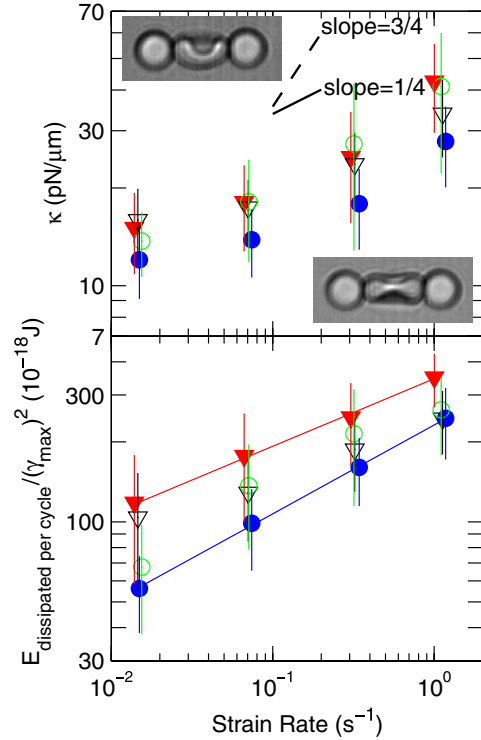 70
slope=3/4
slope=1/4
30
κ (pN/μm)
10
7
300
100
30
E_dissipated per cycle/(γ_max)^2 (10^-18 J)
10^-2
10^-1
10^0
Strain Rate (s^-1)